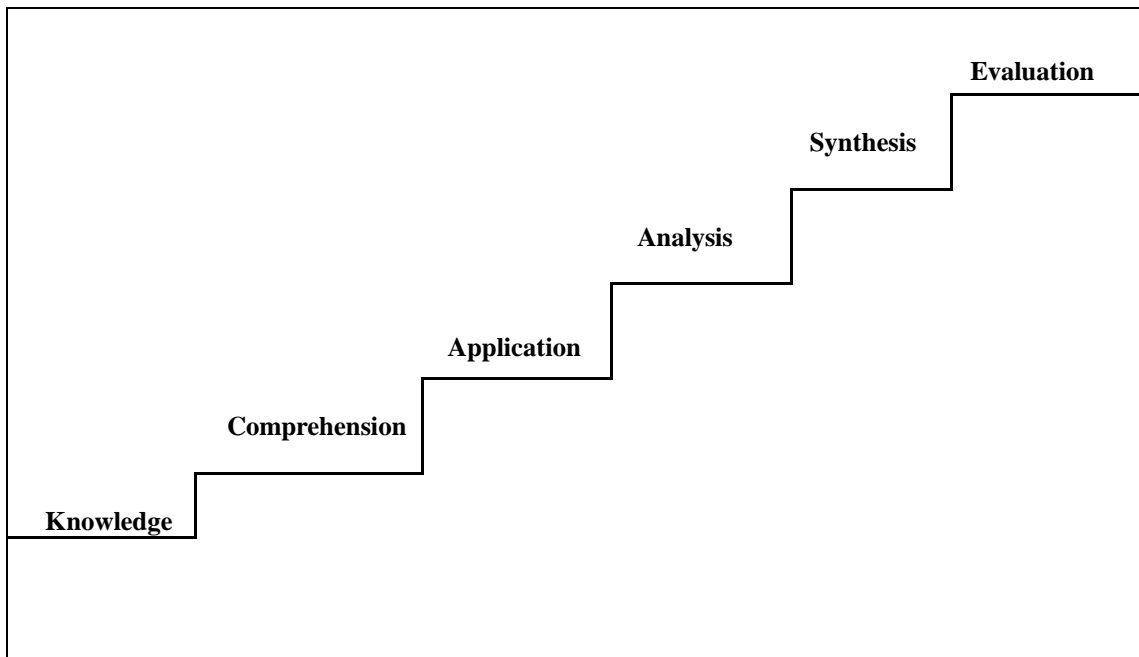 Evaluation
Synthesis
Analysis
Application
Comprehension
Knowledge